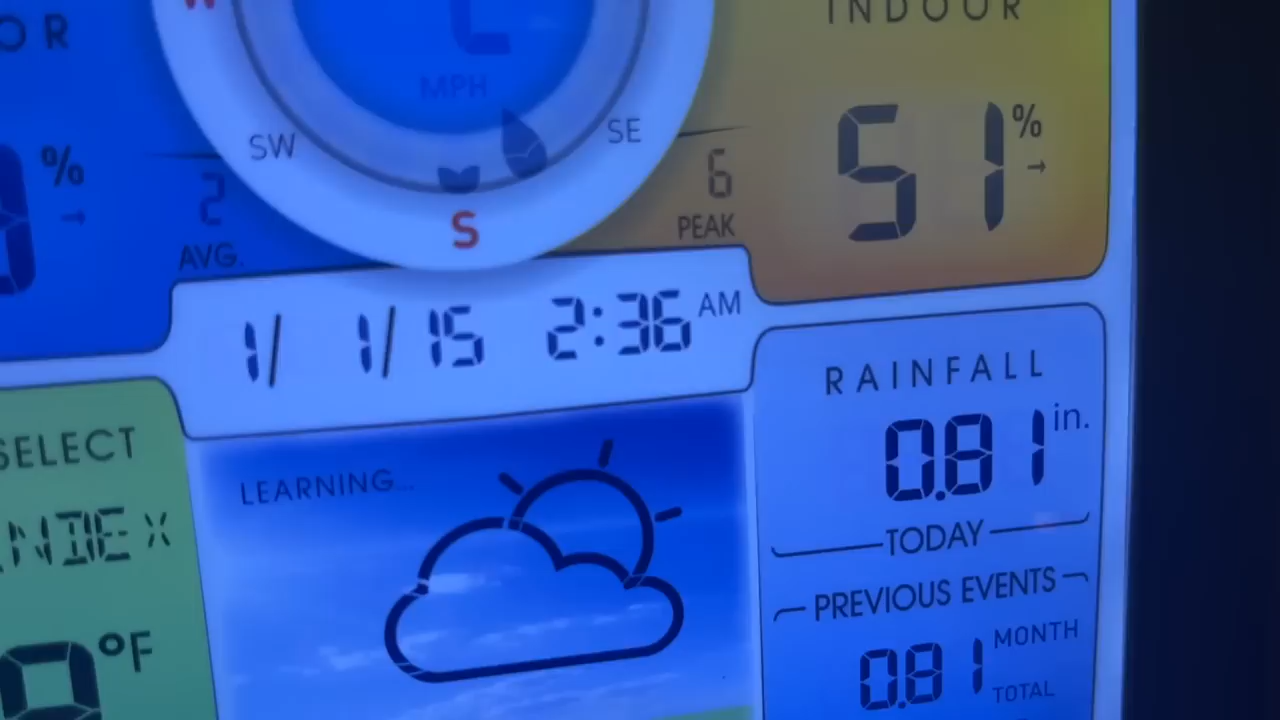 INDOOR
MPH
SW
SE
%
2
AVG.
S
6
PEAK
51 %
1/ 1/15 2:36 AM
SELECT
LEARNING...
°F
RAINFALL
0.81 in.
TODAY
PREVIOUS EVENTS
0.81 MONTH
TOTAL